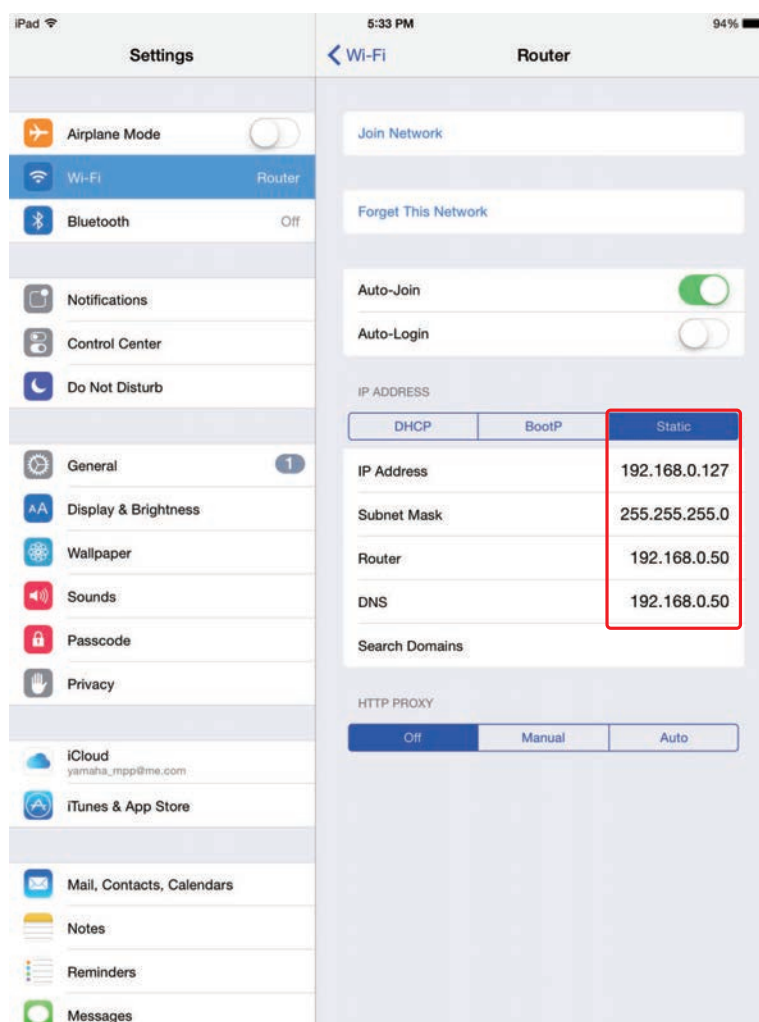 iPad
5:33 PM
94%
Settings
Wi-Fi
Router
Airplane Mode
Wi-Fi
Router
Bluetooth
Off
Notifications
Control Center
Do Not Disturb
General
1
Display & Brightness
Wallpaper
Sounds
Passcode
Privacy
iCloud
yamaha_mpp@me.com
iTunes & App Store
Mail, Contacts, Calendars
Notes
Reminders
Messages
Join Network
Forget This Network
Auto-Join
Auto-Login
IP ADDRESS
DHCP
BootP
Static
IP Address
192.168.0.127
Subnet Mask
255.255.255.0
Router
192.168.0.50
DNS
192.168.0.50
Search Domains
HTTP PROXY
Off
Manual
Auto